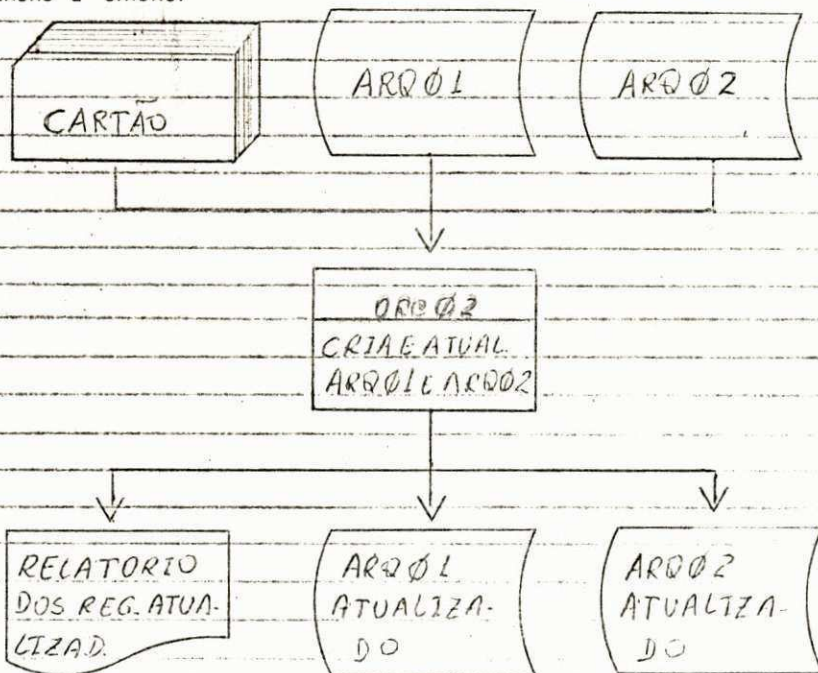 CARTÃO
ARQØ1
ARQØ2
ORCØ2
CRIA E ATUAL.
ARQØ1 E ARQØ2
RELATORIO
DOS REG. ATUA-
LIZAD.
ARQØ1
ATUALIZA-
DO
ARQØ2
ATUALIZA-
DO